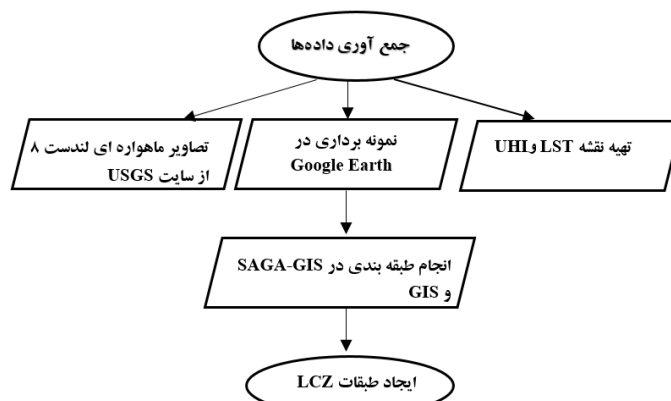 جمع آوری داده‌ها
تهیه نقشه LST وUHI
نمونه برداری در
Google Earth
تصاویر ماهواره ای لندست ۸
از سایت USGS
انجام طبقه بندی در SAGA-GIS
و GIS
ایجاد طبقات LCZ